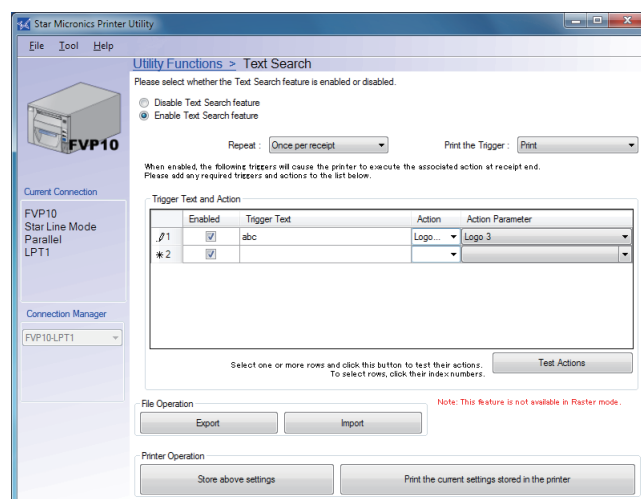 Star Micronics Printer Utility
File Tool Help
Utility Functions > Text Search
Please select whether the Text Search feature is enabled or disabled.
Disable Text Search feature
Enable Text Search feature
FVP10
Repeat : Once per receipt Print the Trigger : Print
When enabled, the following triggers will cause the printer to execute the associated action at receipt end.
Please add any required triggers and actions to the list below.
Current Connection
FVP10
Star Line Mode
Parallel
LPT1
Trigger Text and Action
Enabled Trigger Text Action Action Parameter
1 abc Logo... Logo 3
2
Connection Manager
FVP10-LPT1
Select one or more rows and click this button to test their actions.
To select rows, click their index numbers.
Test Actions
File Operation
Note: This feature is not available in Raster mode.
Export Import
Printer Operation
Store above settings Print the current settings stored in the printer